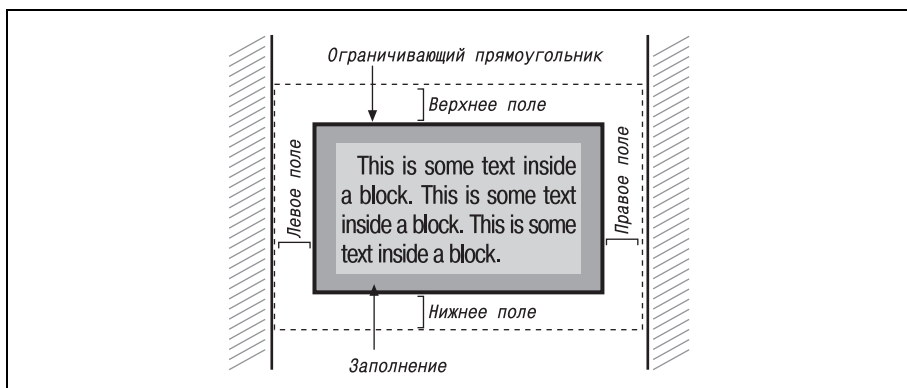 Ограничивающий прямоугольник
Верхнее поле
Левое поле
This is some text inside
a block. This is some text
inside a block. This is some
text inside a block.
Правое поле
Нижнее поле
Заполнение